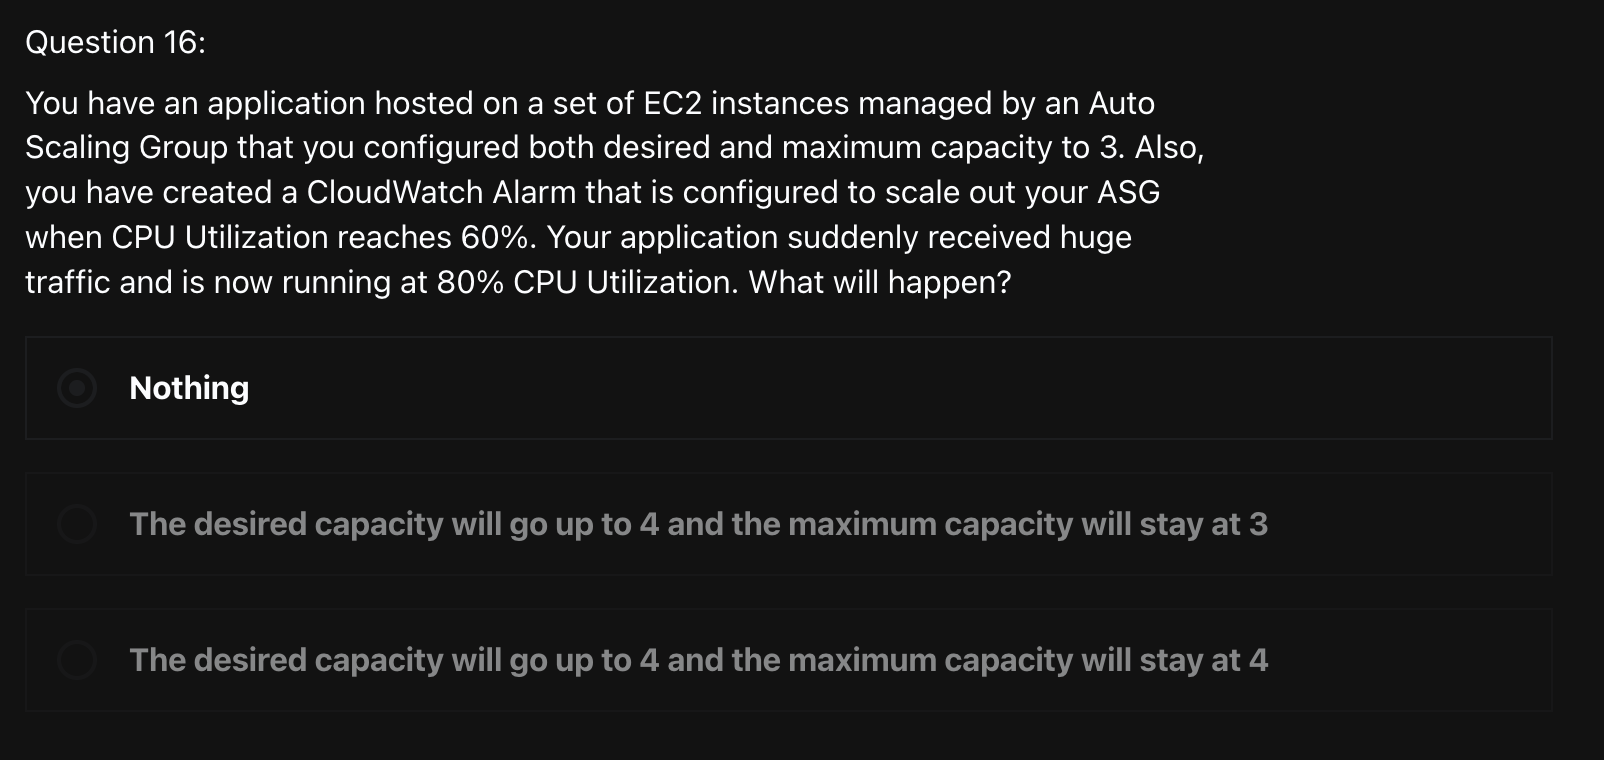 Question 16:
You have an application hosted on a set of EC2 instances managed by an Auto
Scaling Group that you configured both desired and maximum capacity to 3. Also,
you have created a CloudWatch Alarm that is configured to scale out your ASG
when CPU Utilization reaches 60%. Your application suddenly received huge
traffic and is now running at 80% CPU Utilization. What will happen?
Nothing
The desired capacity will go up to 4 and the maximum capacity will stay at 3
The desired capacity will go up to 4 and the maximum capacity will stay at 4